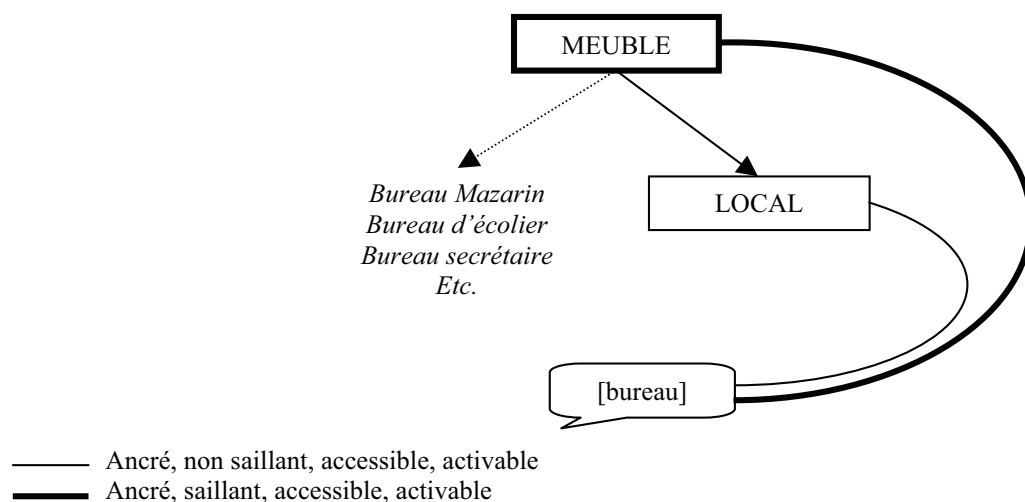 MEUBLE
Bureau Mazarin
Bureau d'écolier
Bureau secrétaire
Etc.
LOCAL
[bureau]
Ancré, non saillant, accessible, activable
Ancré, saillant, accessible, activable